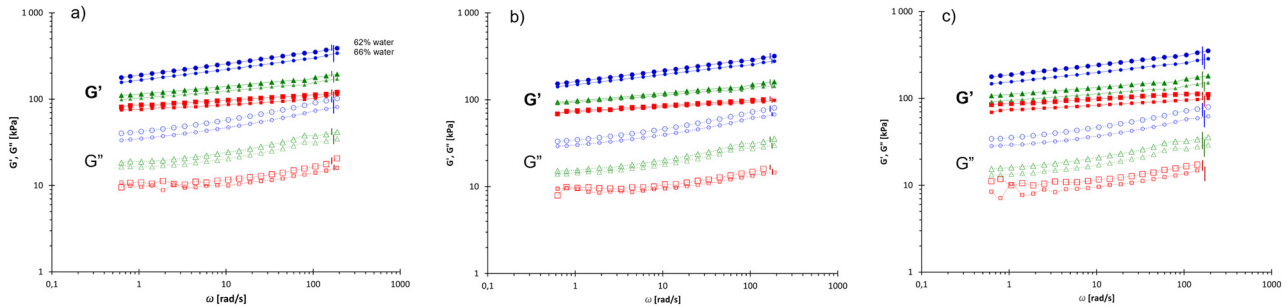 a)
1 000
100
10
1
0,1
1
10
100
1000
G', G" [kPa]
ω [rad/s]
G'
G"
62% water
66% water
b)
1 000
100
10
1
0,1
1
10
100
1000
G', G" [kPa]
ω [rad/s]
G'
G"
c)
1 000
100
10
1
0,1
1
10
100
1000
G', G" [kPa]
ω [rad/s]
G'
G"